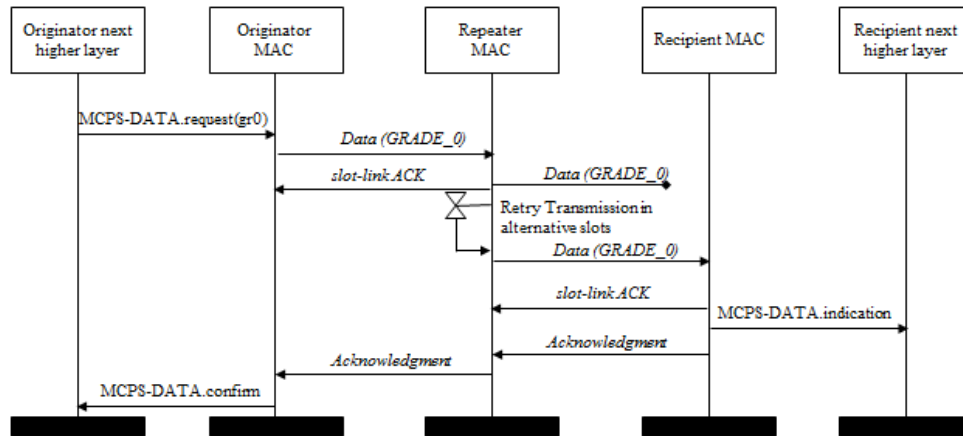 Originator next
higher layer
Originator
MAC
Repeater
MAC
Recipient MAC
Recipient next
higher layer
MCPS-DATA.request(gr0)
Data (GRADE_0)
slot-link ACK
Data (GRADE_0)
Retry Transmission in
alternative slots
Data (GRADE_0)
slot-link ACK
MCPS-DATA.indication
Acknowledgment
Acknowledgment
MCPS-DATA.confirm